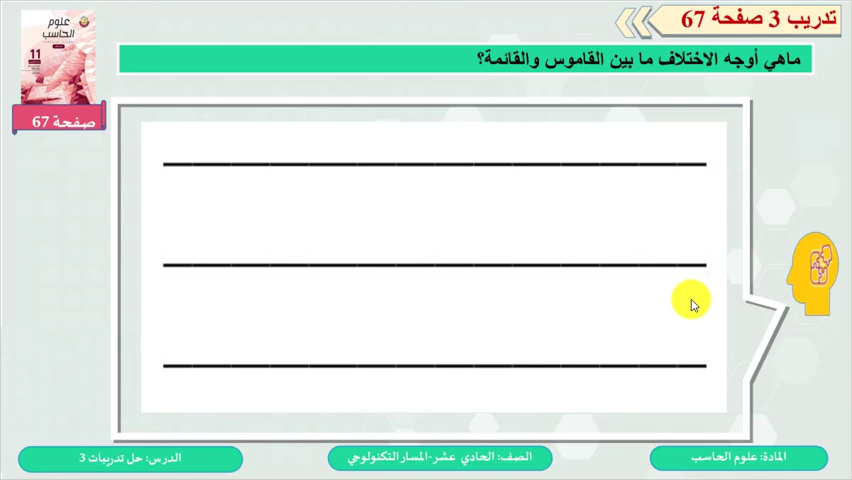 تدريب 3 صفحة 67
علوم
الحاسب
11
صفحة 67
ماهي أوجه الاختلاف ما بين القاموس والقائمة؟
المادة: علوم الحاسب
الصف: الحادي عشر-المسار التكنولوجي
الدرس: حل تدريبات 3